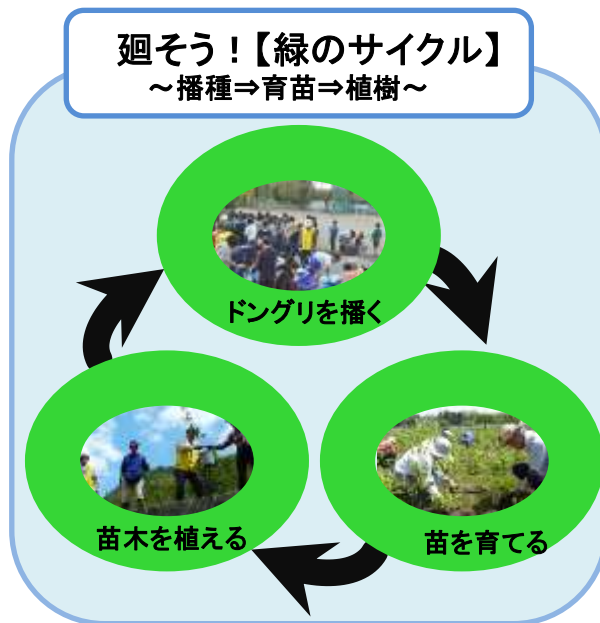 廻そう！【緑のサイクル】
～播種⇒育苗⇒植樹～
ドングリを播く
苗木を植える
苗を育てる